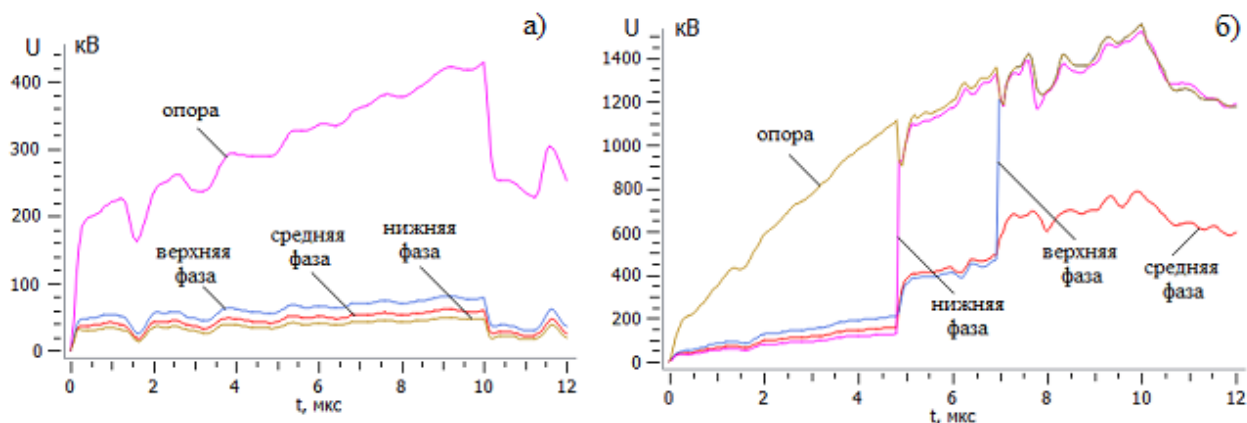 а)
U кВ
400
300
200
100
0
опора
верхняя
фаза
средняя
фаза
нижняя
фаза
0 2 4 6 8 10 12
t, мкс
б)
U кВ
1400
1200
1000
800
600
400
200
0
опора
нижняя
фаза
верхняя
фаза
средняя
фаза
0 2 4 6 8 10 12
t, мкс